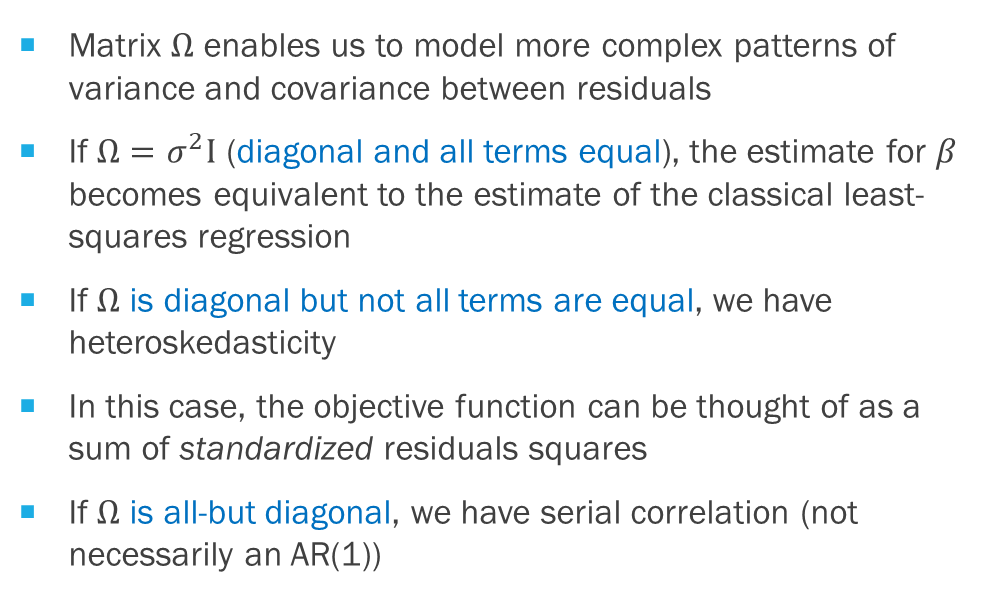 ▪ Matrix Ω enables us to model more complex patterns of
variance and covariance between residuals
▪ If Ω = σ²I (diagonal and all terms equal), the estimate for β
becomes equivalent to the estimate of the classical least-
squares regression
▪ If Ω is diagonal but not all terms are equal, we have
heteroskedasticity
▪ In this case, the objective function can be thought of as a
sum of standardized residuals squares
▪ If Ω is all-but diagonal, we have serial correlation (not
necessarily an AR(1))